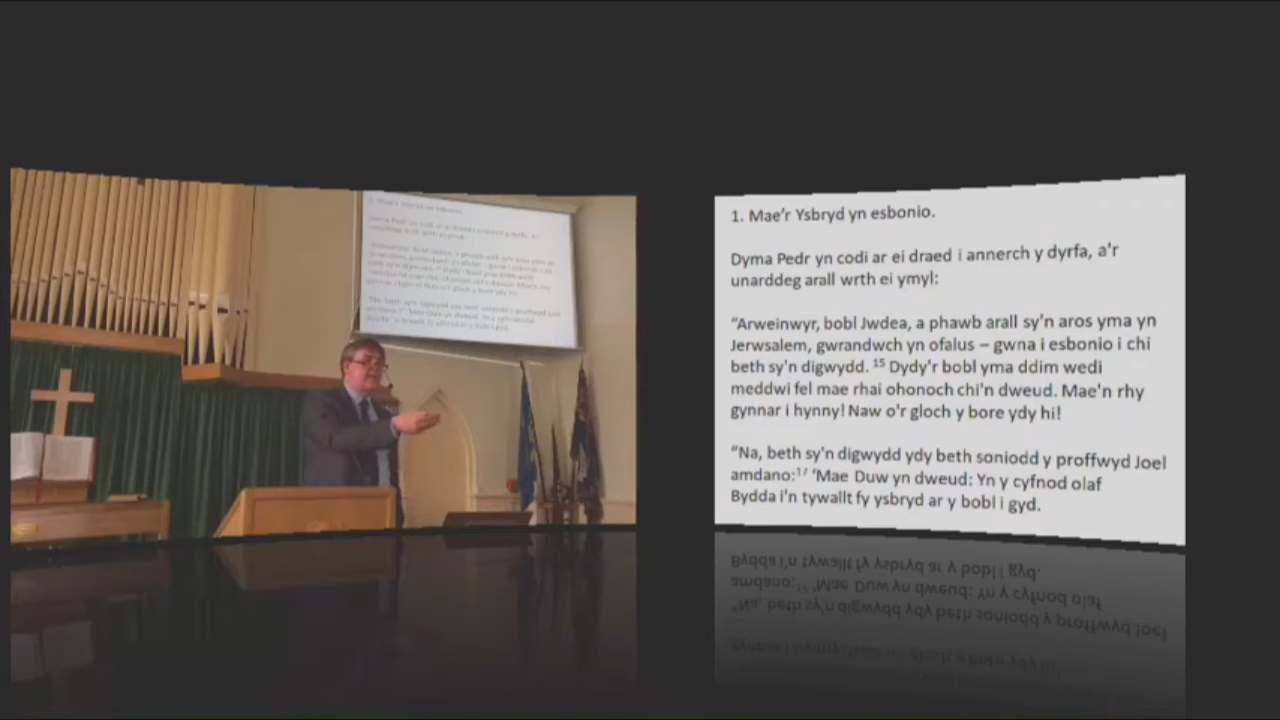 1. Mae'r Ysbryd yn esbonio.
Dyma Pedr yn codi ar ei draed i annerch y dyrfa, a'r
unarddeg arall wrth ei ymyl:
“Arweinwyr, bobl Jwdea, a phawb arall sy'n aros yma yn
Jerwsalem, gwrandwch yn ofalus – gwna i esbonio i chi
beth sy'n digwydd. ¹⁵ Dydy'r bobl yma ddim wedi
meddwi fel mae rhai ohonoch chi'n dweud. Mae'n rhy
gynnar i hynny! Naw o'r gloch y bore ydy hi!
“Na, beth sy'n digwydd ydy beth soniodd y proffwyd Joel
amdano:¹⁷ ‘Mae Duw yn dweud: Yn y cyfnod olaf
Bydda i'n tywallt fy ysbryd ar y bobl i gyd.